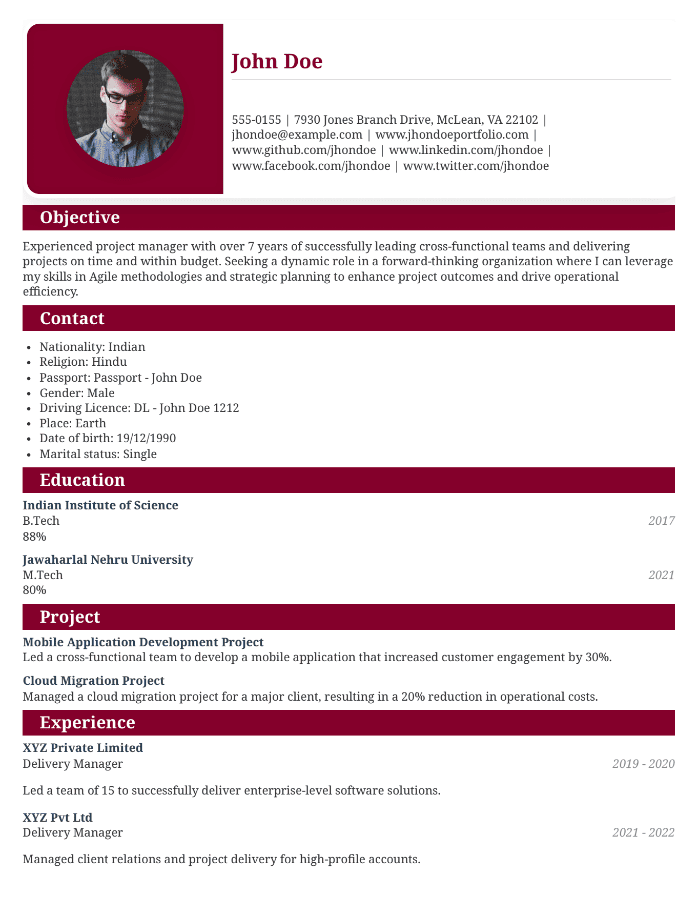 John Doe
555-0155 | 7930 Jones Branch Drive, McLean, VA 22102 |
jhondoe@example.com | www.jhondoeportfolio.com |
www.github.com/jhondoe | www.linkedin.com/jhondoe |
www.facebook.com/jhondoe | www.twitter.com/jhondoe
Objective
Experienced project manager with over 7 years of successfully leading cross-functional teams and delivering
projects on time and within budget. Seeking a dynamic role in a forward-thinking organization where I can leverage
my skills in Agile methodologies and strategic planning to enhance project outcomes and drive operational
efficiency.
Contact
• Nationality: Indian
• Religion: Hindu
• Passport: Passport - John Doe
• Gender: Male
• Driving Licence: DL - John Doe 1212
• Place: Earth
• Date of birth: 19/12/1990
• Marital status: Single
Education
Indian Institute of Science
B.Tech 2017
88%
Jawaharlal Nehru University
M.Tech 2021
80%
Project
Mobile Application Development Project
Led a cross-functional team to develop a mobile application that increased customer engagement by 30%.
Cloud Migration Project
Managed a cloud migration project for a major client, resulting in a 20% reduction in operational costs.
Experience
XYZ Private Limited
Delivery Manager 2019 - 2020
Led a team of 15 to successfully deliver enterprise-level software solutions.
XYZ Pvt Ltd
Delivery Manager 2021 - 2022
Managed client relations and project delivery for high-profile accounts.